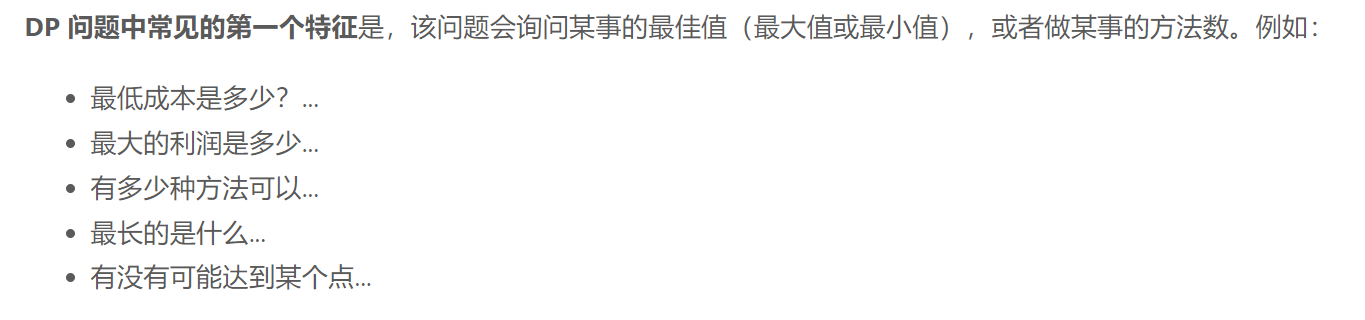 DP 问题中常见的第一个特征是，该问题会询问某事的最佳值（最大值或最小值），或者做某事的方法数。例如：
• 最低成本是多少？...
• 最大的利润是多少...
• 有多少种方法可以...
• 最长的是什么...
• 有没有可能达到某个点...